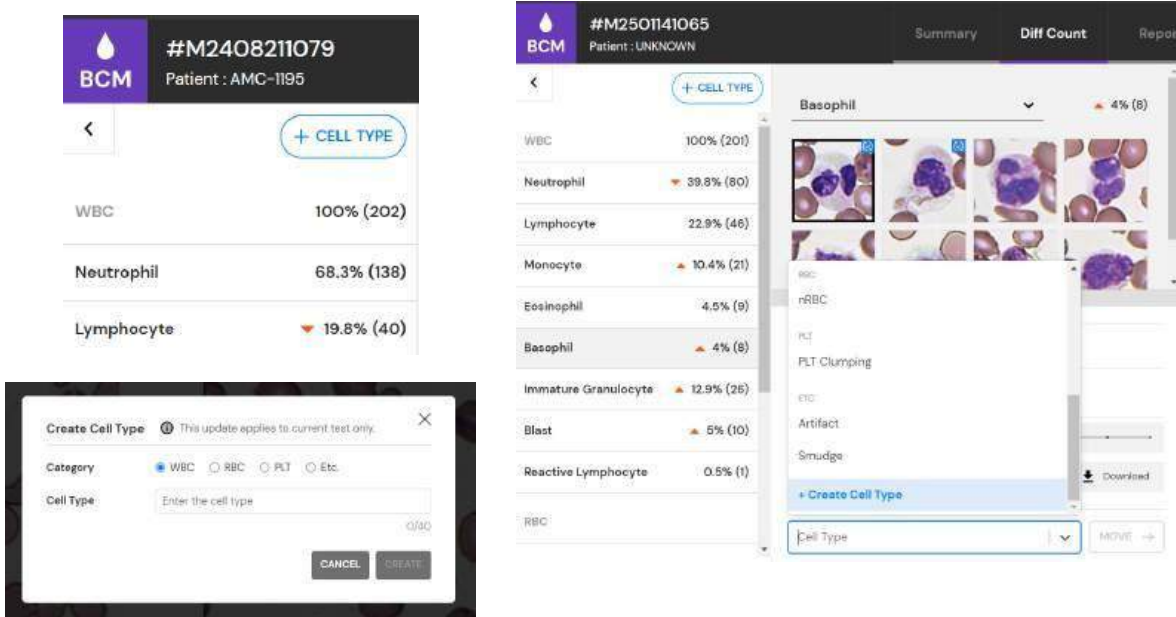 BCM
#M2408211079
Patient : AMC-1195
+ CELL TYPE
WBC 100% (202)
Neutrophil 68.3% (138)
Lymphocyte 19.8% (40)
Create Cell Type This update applies to current test only.
Category WBC RBC PLT Etc.
Cell Type Enter the cell type
0/40
CANCEL CREATE
BCM
#M2501141065
Patient : UNKNOWN
Summary Diff Count Repor
+ CELL TYPE
WBC 100% (201)
Neutrophil 39.8% (80)
Lymphocyte 22.9% (46)
Monocyte 10.4% (21)
Eosinophil 4.5% (9)
Basophil 4% (8)
Immature Granulocyte 12.9% (26)
Blast 5% (10)
Reactive Lymphocyte 0.5% (1)
RBC
Basophil 4% (8)
RBC
nRBC
PLT
PLT Clumping
ETC
Artifact
Smudge
+ Create Cell Type
Download
Cell Type MOVE